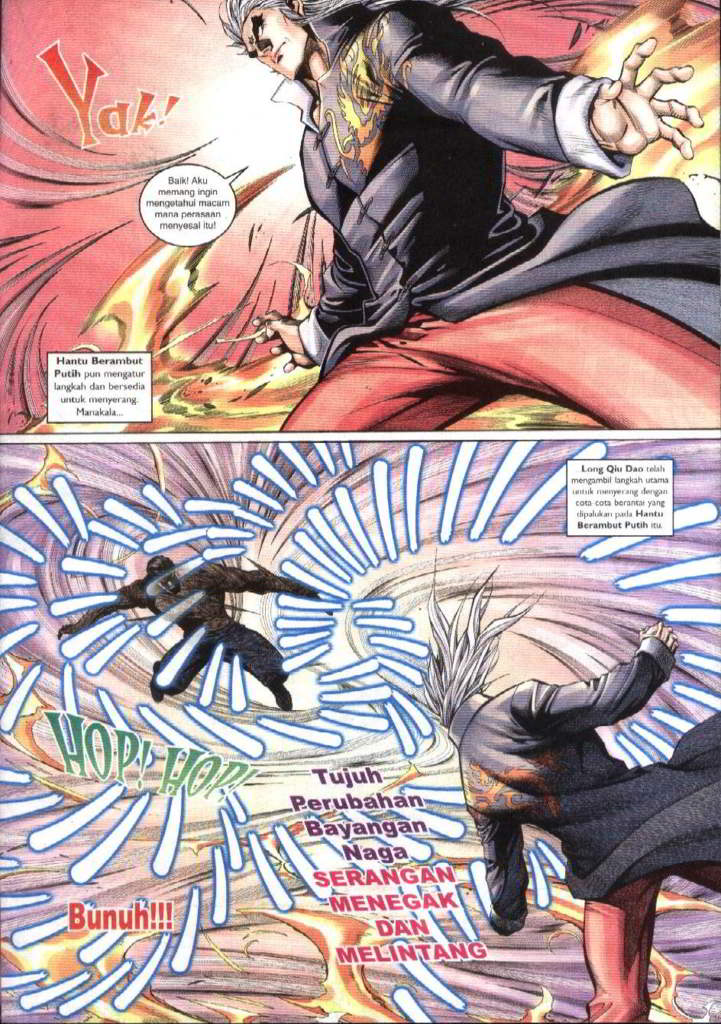 Yak!
Baik! Aku
memang ingin
mengetahui macam
mana perasaan
menyesal itu!
Hantu Berambut
Putih pun mengatur
langkah dan bersedia
untuk menyerang.
Manakala...
Long Qiu Dao telah
mengambil langkah utama
untuk menyerang dengan
cota-cota berantai yang
dipalukan pada Hantu
Berambut Putih itu.
HOP! HOP!
Tujuh
Perubahan
Bayangan
Naga
SERANGAN
MENEGAK
DAN
MELINTANG
Bunuh!!!